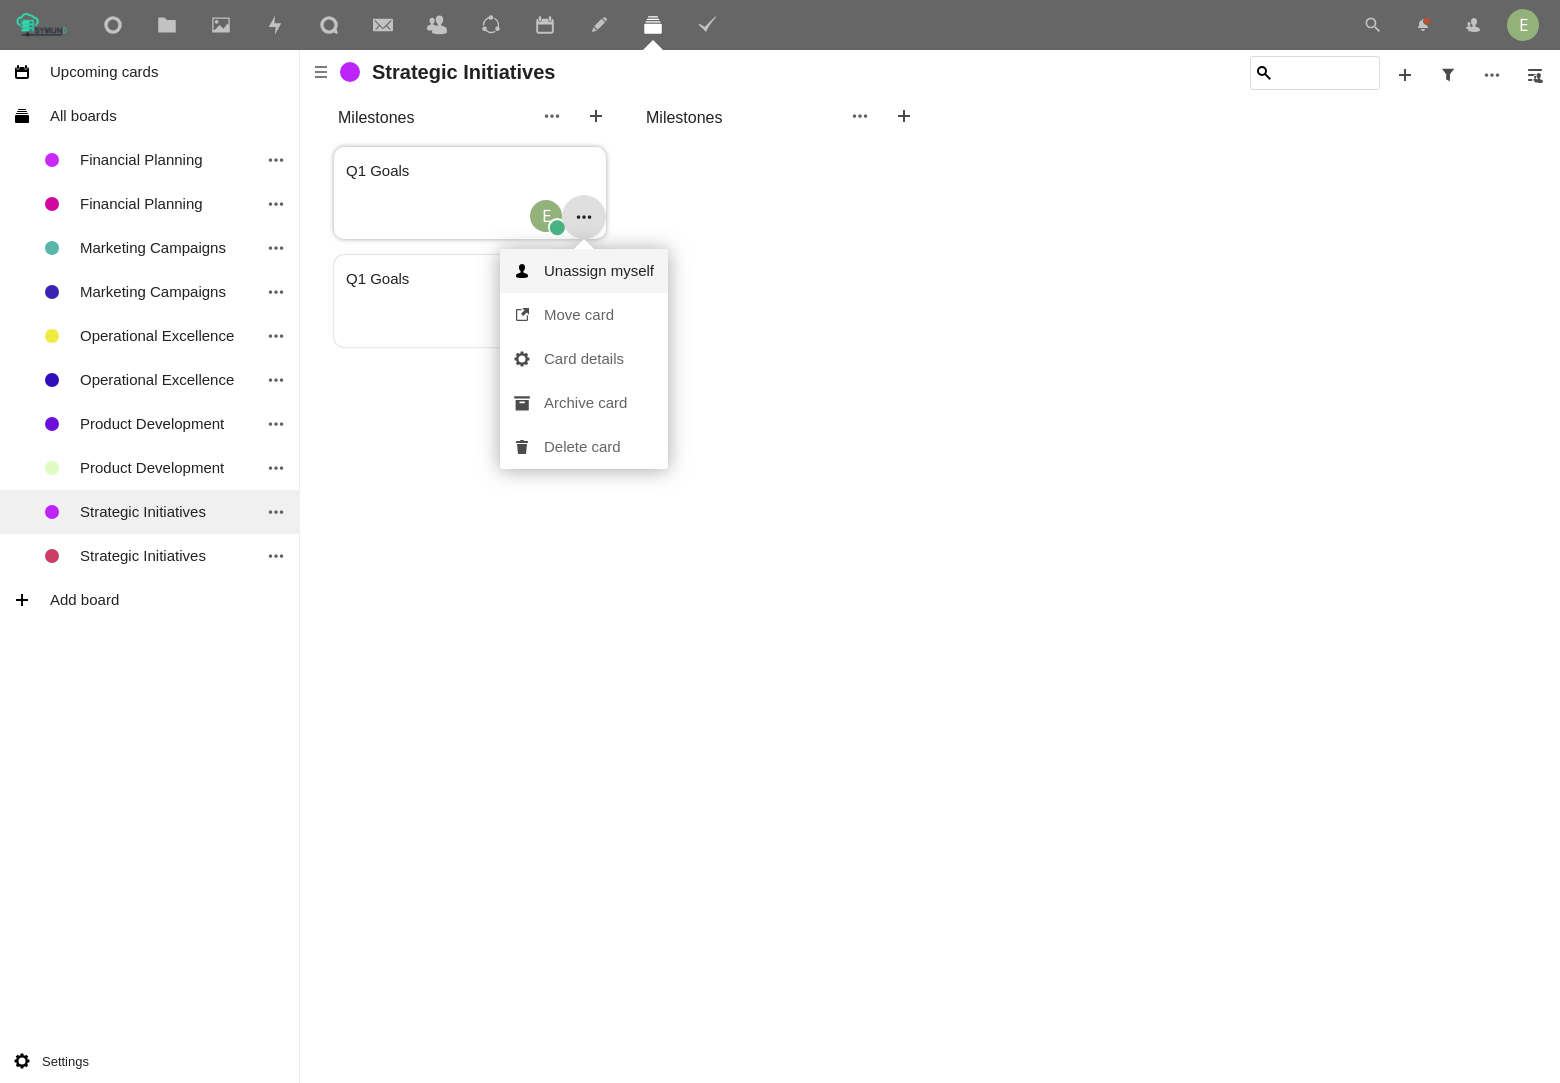 E
Upcoming cards
All boards
Financial Planning
Financial Planning
Marketing Campaigns
Marketing Campaigns
Operational Excellence
Operational Excellence
Product Development
Product Development
Strategic Initiatives
Strategic Initiatives
Add board
Settings
Strategic Initiatives
Milestones
Milestones
Q1 Goals
E
Q1 Goals
Unassign myself
Move card
Card details
Archive card
Delete card